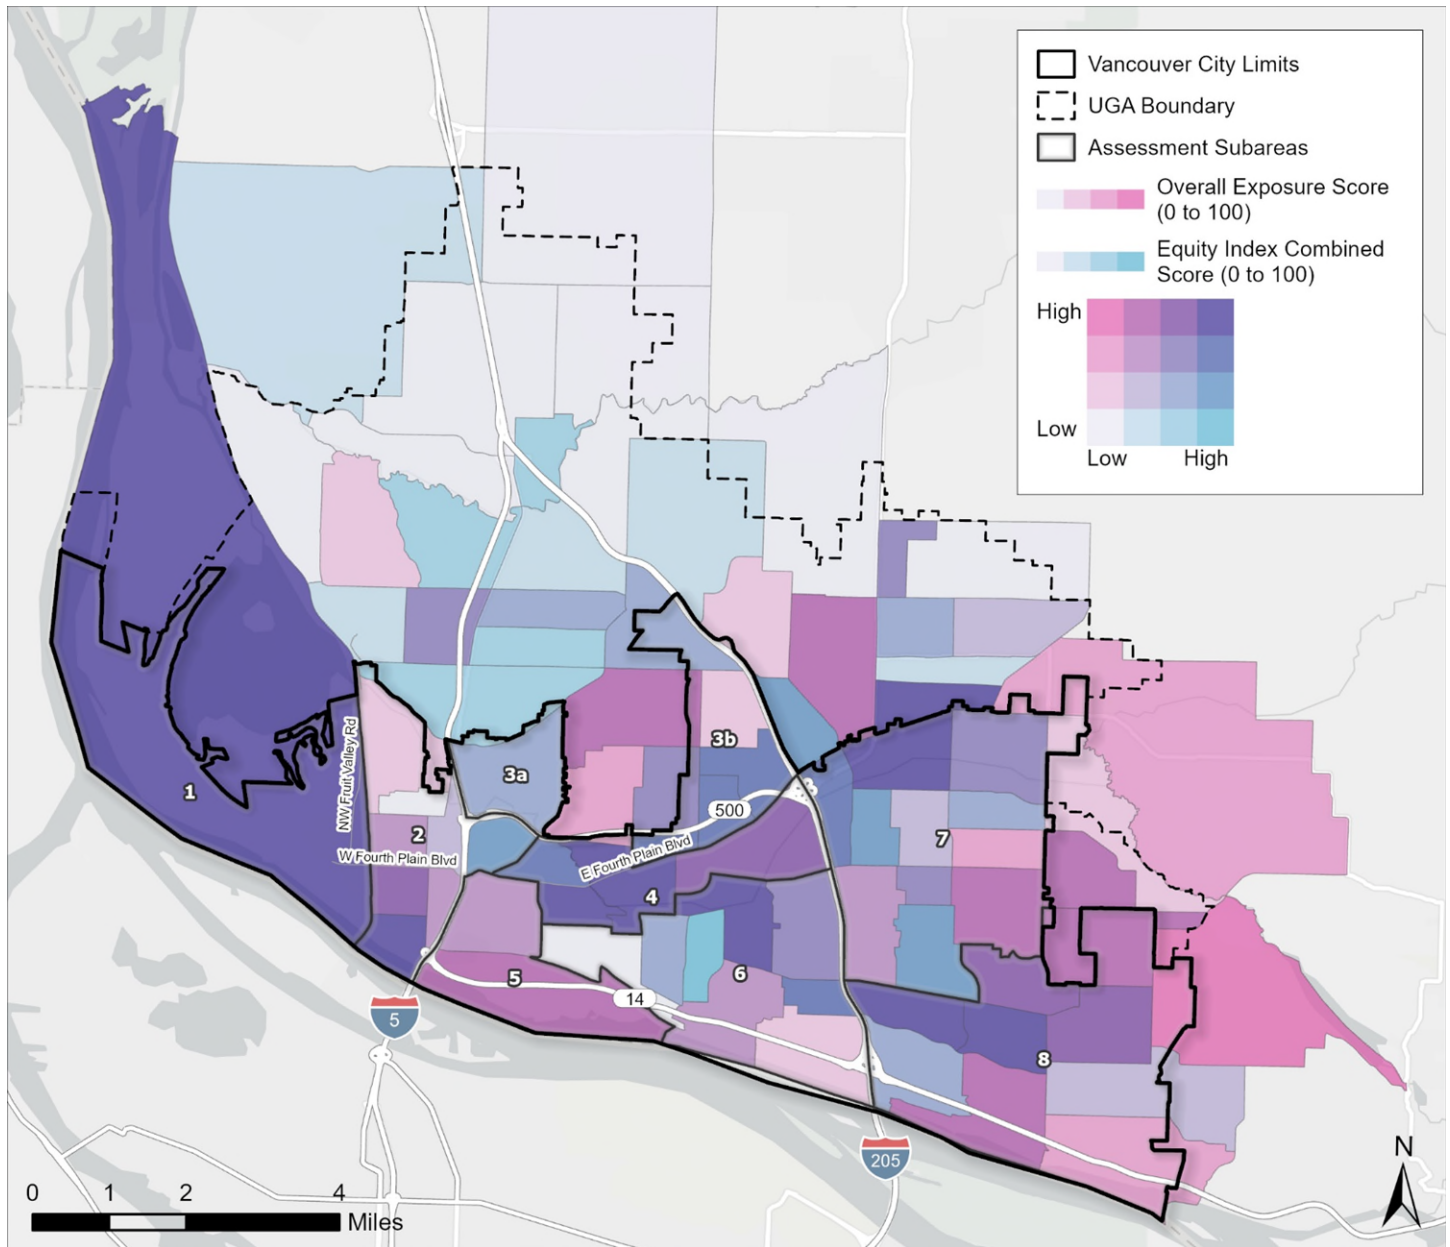 Vancouver City Limits
UGA Boundary
Assessment Subareas
Overall Exposure Score
(0 to 100)
Equity Index Combined
Score (0 to 100)
High
Low
Low High
3b
3a
1
NW Fruit Valley Rd
500
2
7
W Fourth Plain Blvd
E Fourth Plain Blvd
4
6
5
14
5
8
205
N
0 1 2 4
Miles